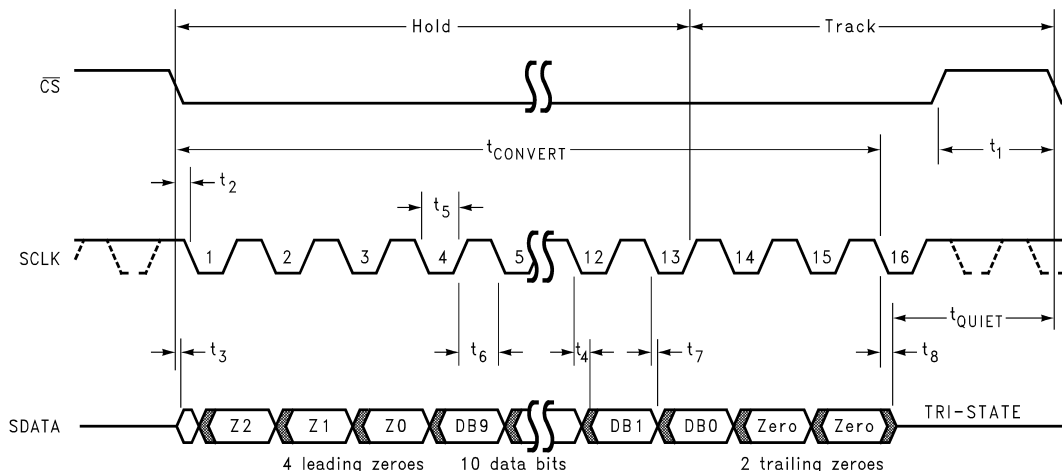 Hold Track
CS
tCONVERT t1
t2
t5
SCLK 1 2 3 4 5 12 13 14 15 16
tQUIET
t3 t6 t4 t7 t8
SDATA Z2 Z1 Z0 DB9 DB1 DB0 Zero Zero TRI-STATE
4 leading zeroes 10 data bits 2 trailing zeroes